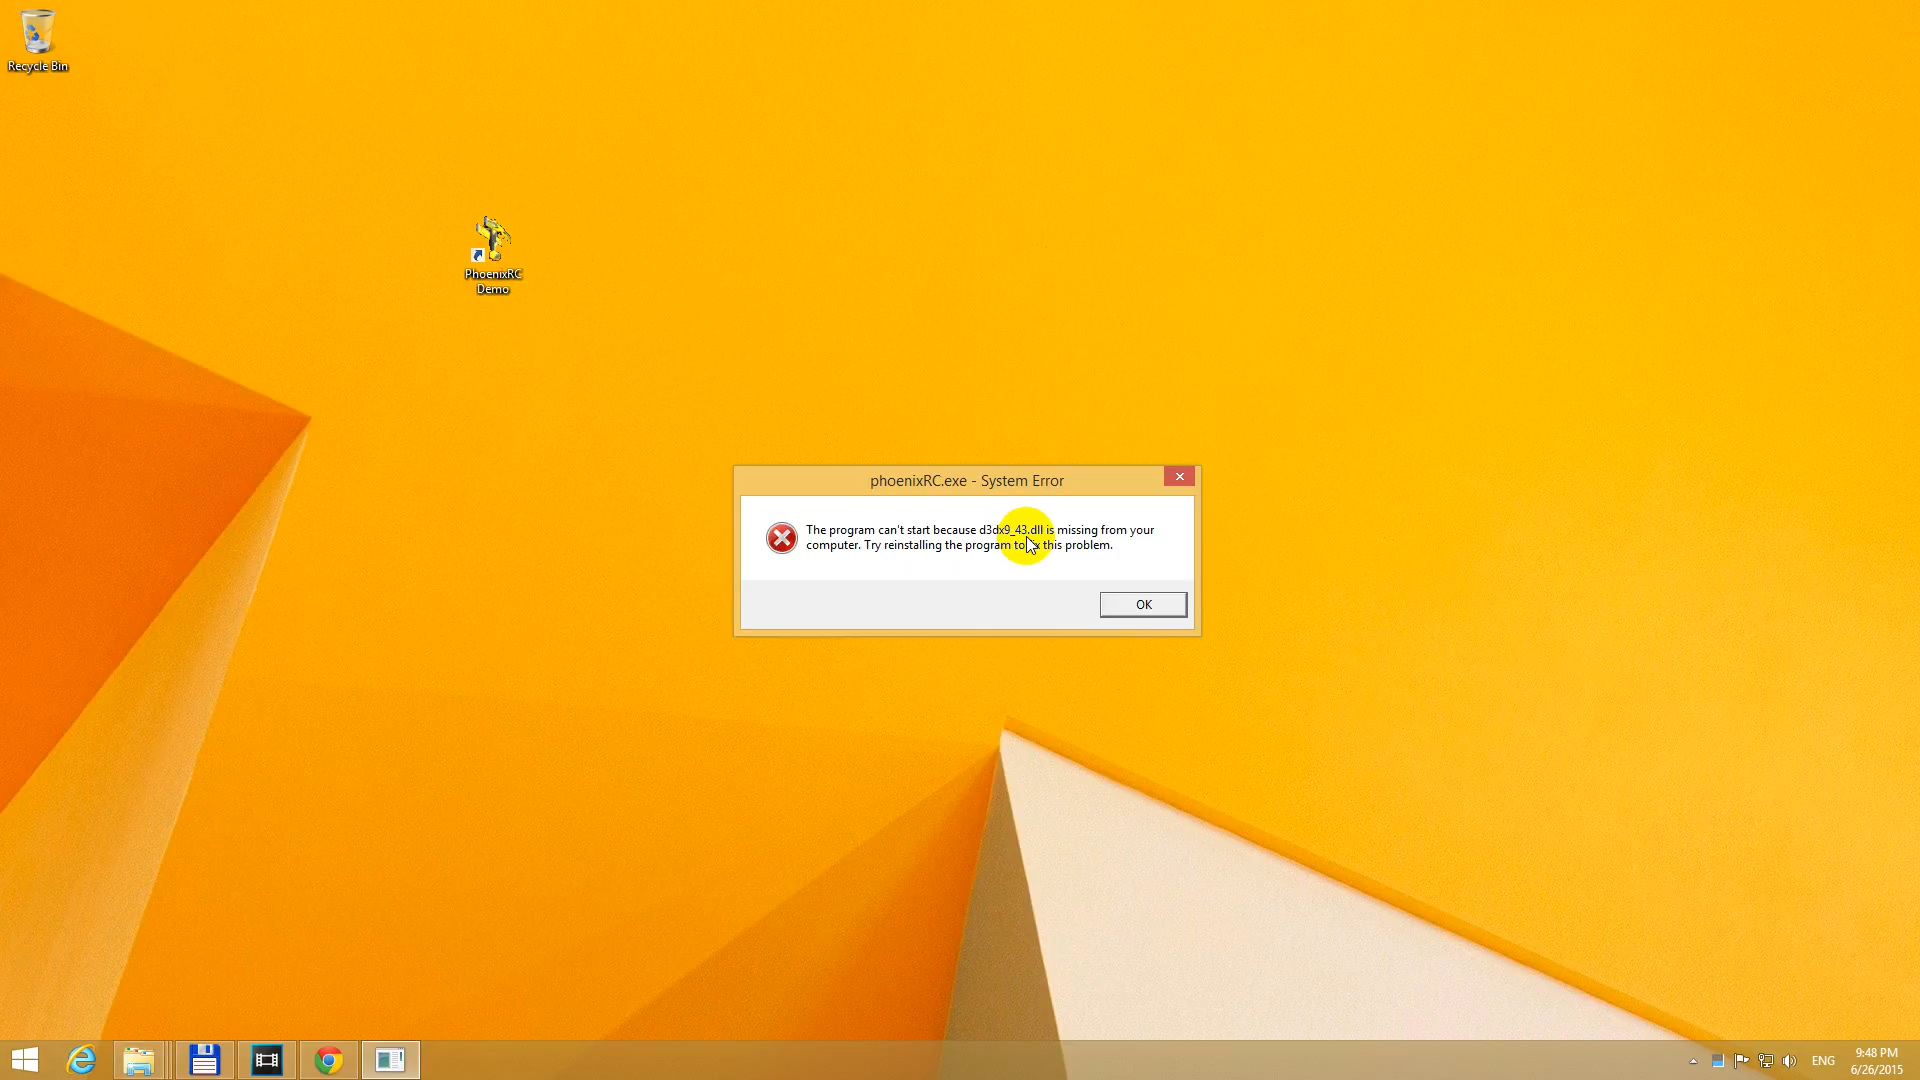 Recycle Bin
PhoenixRC
Demo
phoenixRC.exe - System Error
The program can't start because d3dx9_43.dll is missing from your
computer. Try reinstalling the program to fix this problem.
OK
ENG
9:48 PM
6/26/2015